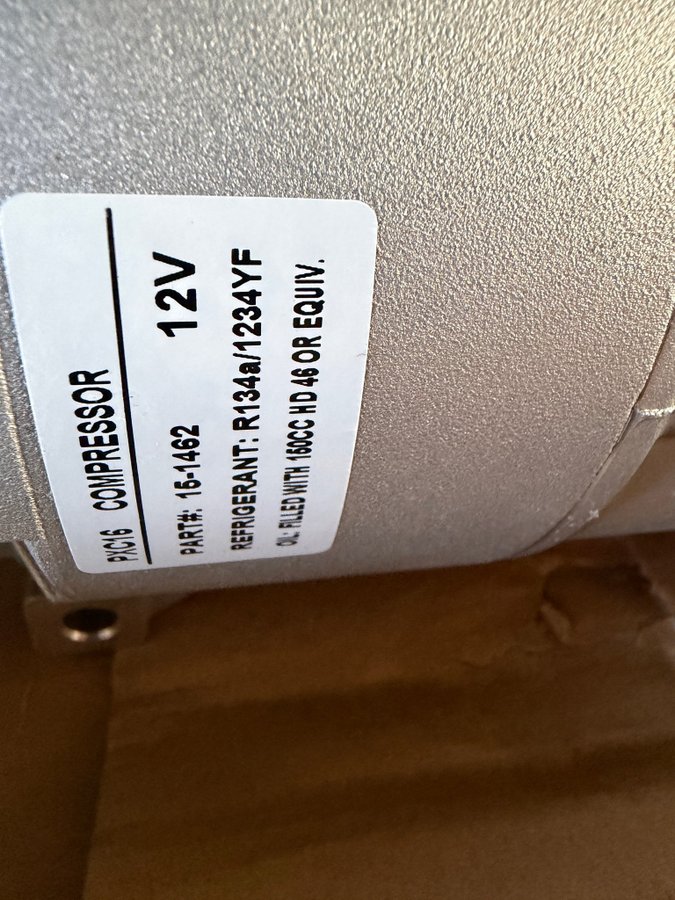 PXC16 COMPRESSOR
PART#: 15-1462 12V
REFRIGERANT: R134a/1234YF
OIL: FILLED WITH 160CC HD 46 OR EQUIV.